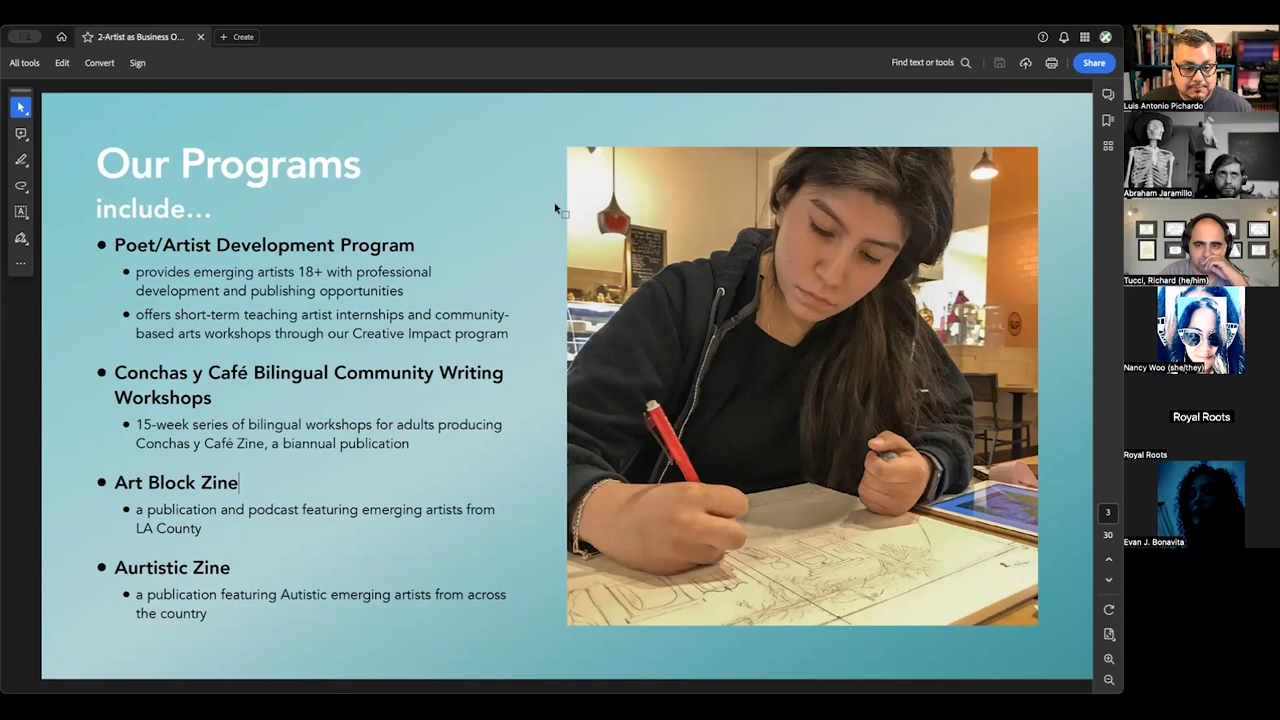 2-Artist as Business O...
Create
All tools
Edit
Convert
Sign
Find text or tools
Share
Our Programs
include...
• Poet/Artist Development Program
• provides emerging artists 18+ with professional
development and publishing opportunities
• offers short-term teaching artist internships and community-
based arts workshops through our Creative Impact program
• Conchas y Café Bilingual Community Writing
Workshops
• 15-week series of bilingual workshops for adults producing
Conchas y Café Zine, a biannual publication
• Art Block Zine
• a publication and podcast featuring emerging artists from
LA County
• Aurtistic Zine
• a publication featuring Autistic emerging artists from across
the country
3
30
Luis Antonio Pichardo
Abraham Jaramillo
Tucci, Richard (he/him)
Nancy Woo (she/they)
Royal Roots
Royal Roots
Evan J. Bonavita